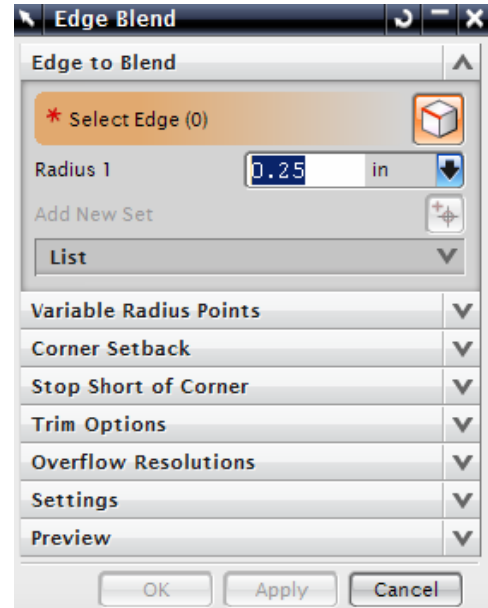 Edge Blend
Edge to Blend
* Select Edge (0)
Radius 1 0.25 in
Add New Set
List
Variable Radius Points
Corner Setback
Stop Short of Corner
Trim Options
Overflow Resolutions
Settings
Preview
OK Apply Cancel